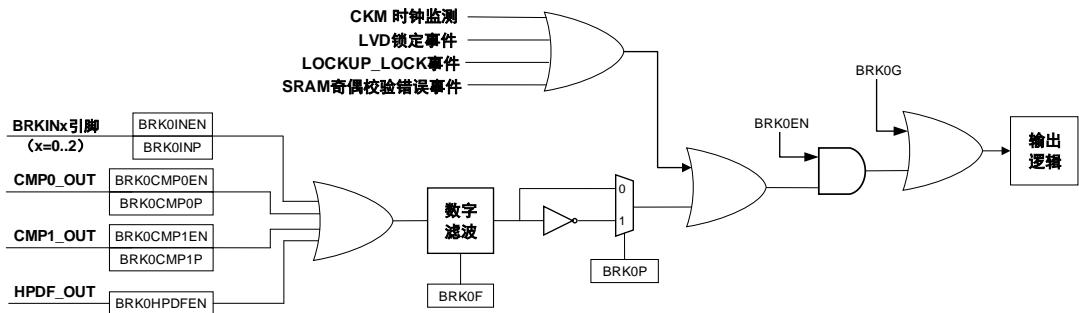 CKM 时钟监测
LVD锁定事件
LOCKUP_LOCK事件
SRAM奇偶校验错误事件
BRK0G
BRK0EN
BRKINx引脚
（x=0..2）
BRK0INEN
BRK0INP
输出
逻辑
CMP0_OUT
BRK0CMP0EN
BRK0CMP0P
数字
滤波
0
1
CMP1_OUT
BRK0CMP1EN
BRK0CMP1P
BRK0P
HPDF_OUT
BRK0HPDFEN
BRK0F